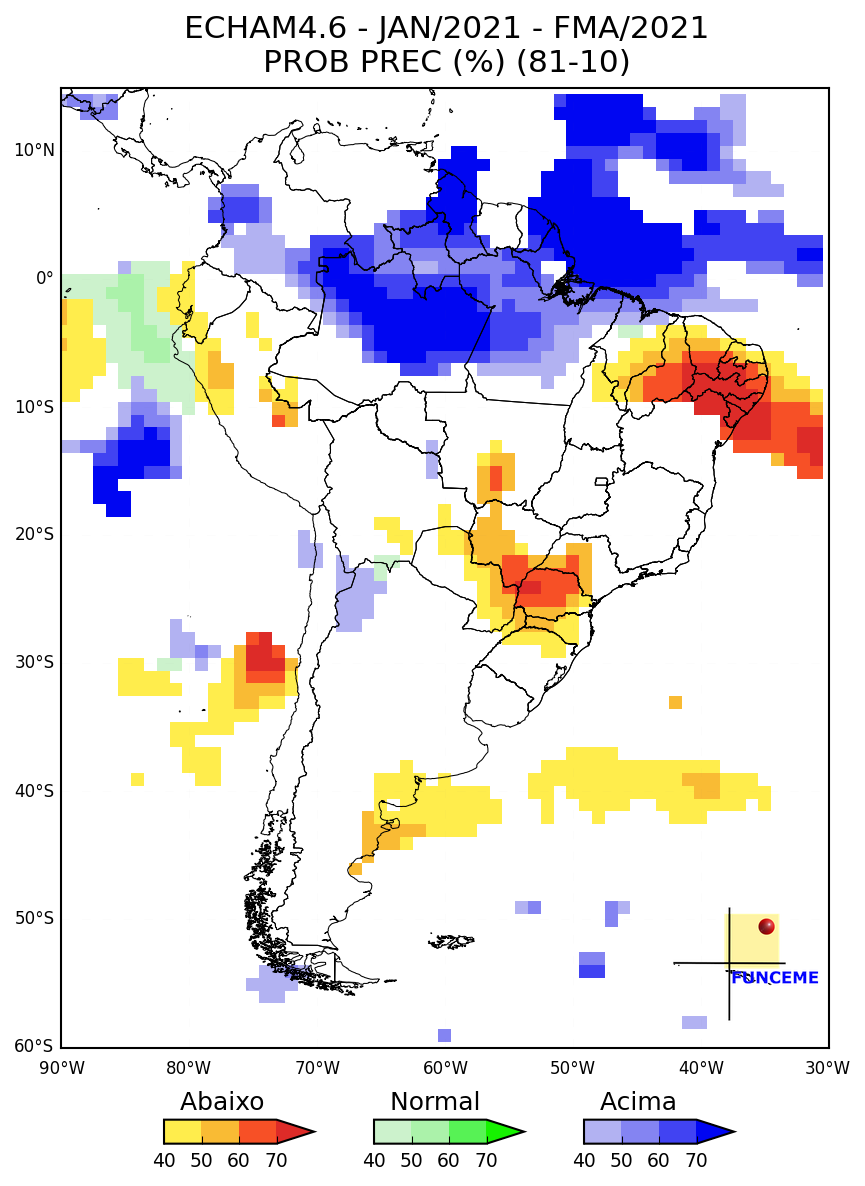 ECHAM4.6 - JAN/2021 - FMA/2021
PROB PREC (%) (81-10)
10°N
0°
10°S
20°S
30°S
40°S
50°S
60°S
90°W 80°W 70°W 60°W 50°W 40°W 30°W
FUNCEME
Abaixo Normal Acima
40 50 60 70 40 50 60 70 40 50 60 70